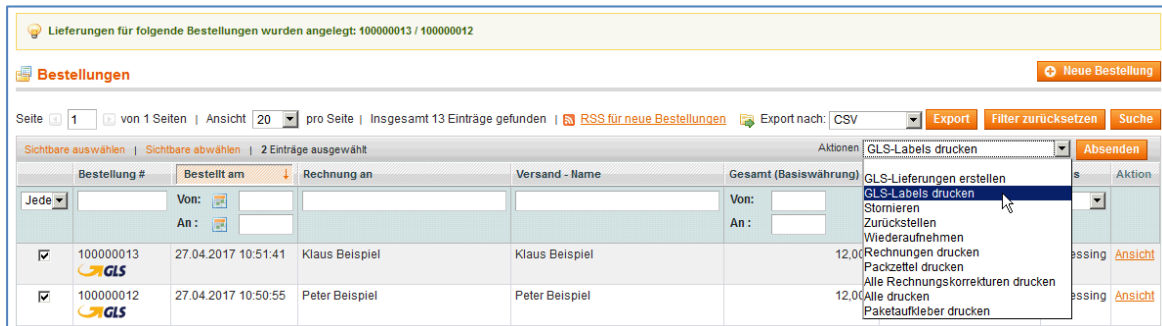 Lieferungen für folgende Bestellungen wurden angelegt: 100000013 / 100000012
Bestellungen
Neue Bestellung
Seite 1 von 1 Seiten | Ansicht 20 pro Seite | Insgesamt 13 Einträge gefunden | RSS für neue Bestellungen Export nach: CSV Export Filter zurücksetzen Suche
Sichtbare auswählen | Sichtbare abwählen | 2 Einträge ausgewählt Aktionen GLS-Labels drucken Absenden
Bestellung # Bestellt am Rechnung an Versand - Name Gesamt (Basiswährung) Aktion
GLS-Lieferungen erstellen
GLS-Labels drucken
Stornieren
Zurückstellen
Wiederaufnehmen
Rechnungen drucken
Packzettel drucken
Alle Rechnungskorrekturen drucken
Alle drucken
Paketaufkleber drucken
Jede Von: Von:
An : An :
100000013 27.04.2017 10:51:41 Klaus Beispiel Klaus Beispiel 12,00 Ansicht
GLS
100000012 27.04.2017 10:50:55 Peter Beispiel Peter Beispiel 12,00 Ansicht
GLS